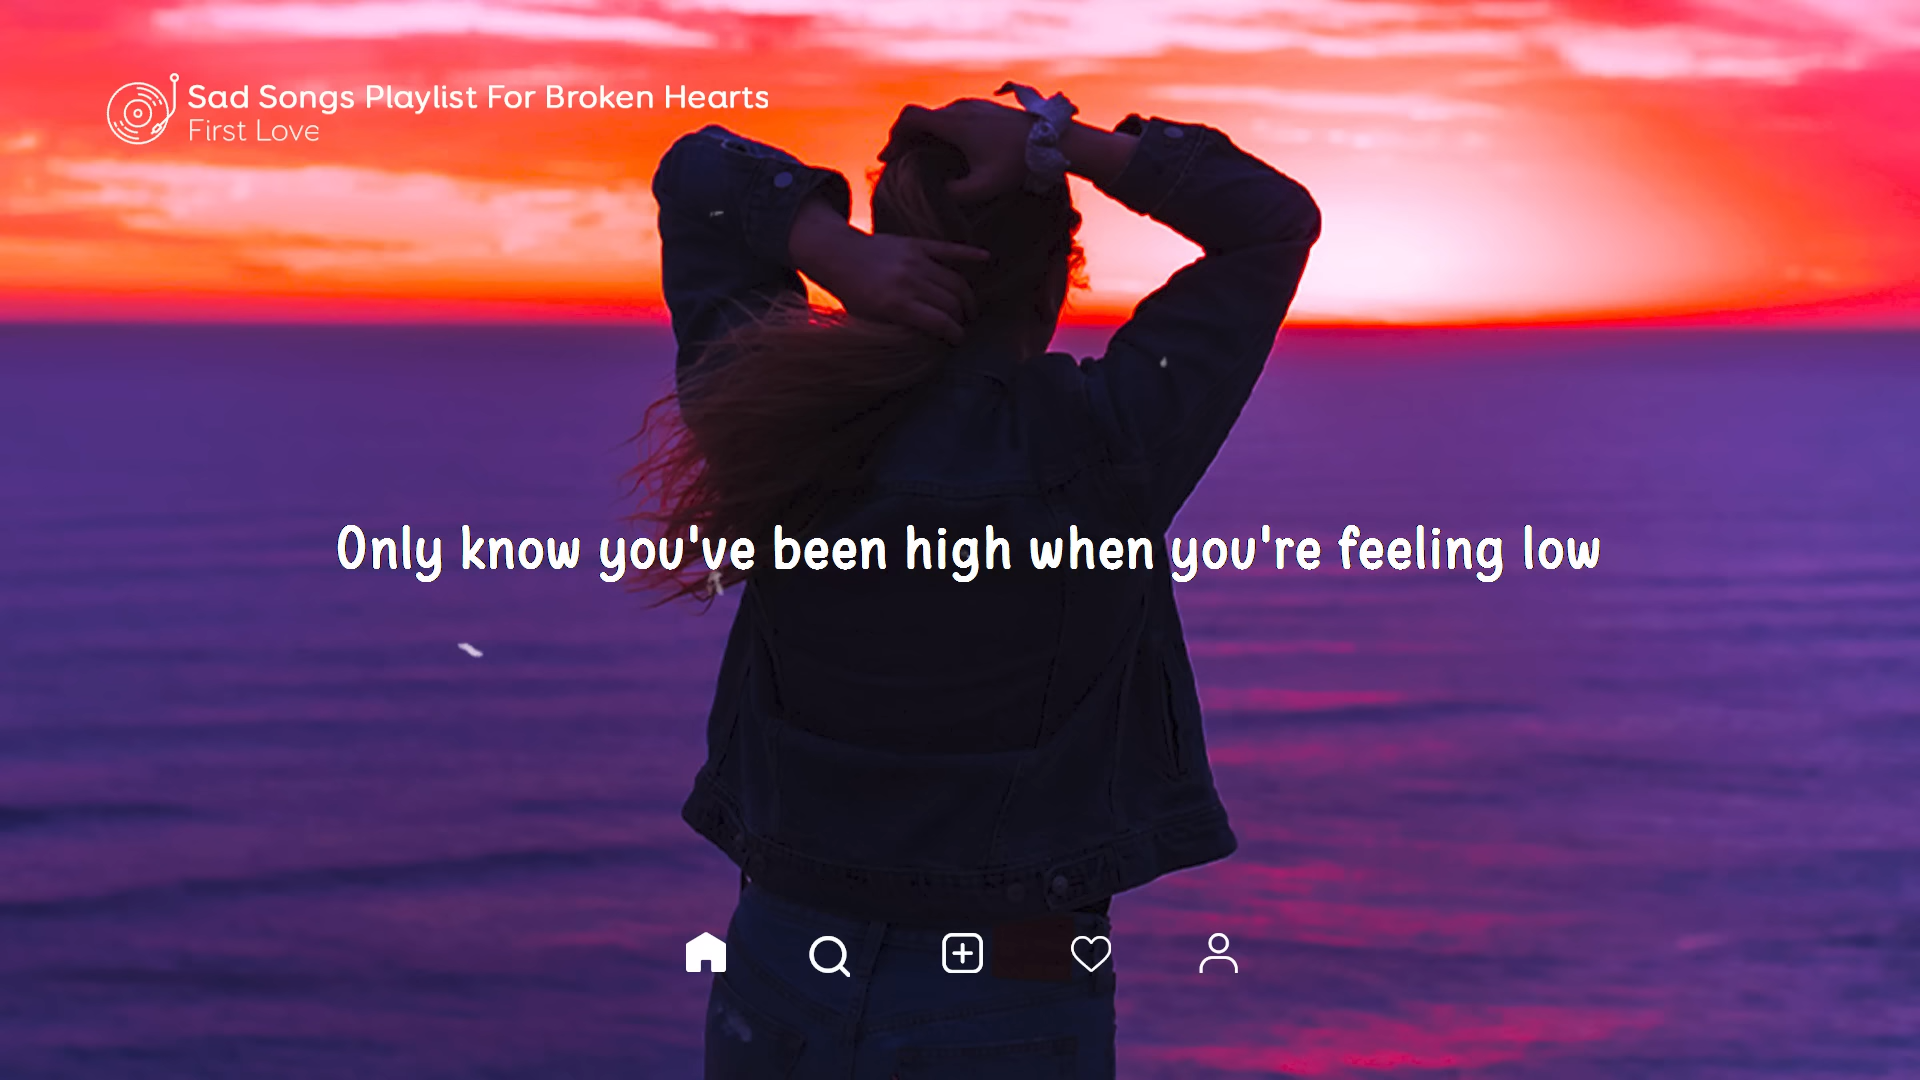 Sad Songs Playlist For Broken Hearts
First Love
Only know you've been high when you're feeling low